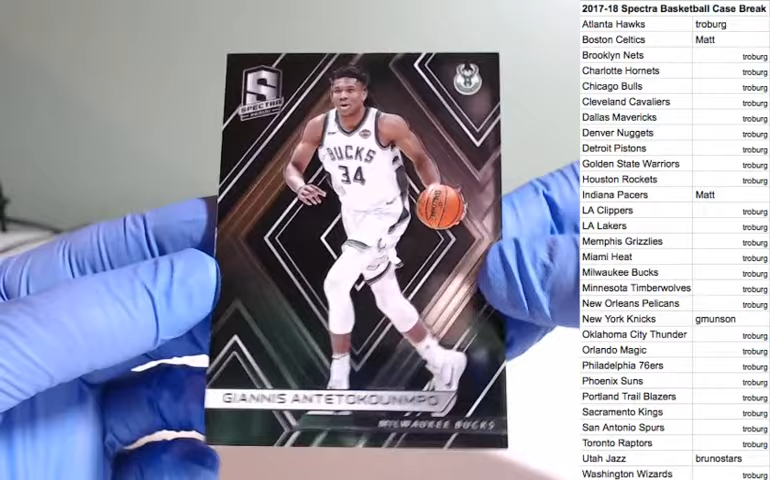 SPECTRA
BUCKS
34
GIANNIS ANTETOKOUNMPO
MILWAUKEE BUCKS
2017-18 Spectra Basketball Case Break
Atlanta Hawks troburg
Boston Celtics Matt
Brooklyn Nets troburg
Charlotte Hornets troburg
Chicago Bulls troburg
Cleveland Cavaliers troburg
Dallas Mavericks troburg
Denver Nuggets troburg
Detroit Pistons troburg
Golden State Warriors troburg
Houston Rockets troburg
Indiana Pacers Matt
LA Clippers troburg
LA Lakers troburg
Memphis Grizzlies troburg
Miami Heat troburg
Milwaukee Bucks troburg
Minnesota Timberwolves troburg
New Orleans Pelicans troburg
New York Knicks gmunson
Oklahoma City Thunder troburg
Orlando Magic troburg
Philadelphia 76ers troburg
Phoenix Suns troburg
Portland Trail Blazers troburg
Sacramento Kings troburg
San Antonio Spurs troburg
Toronto Raptors troburg
Utah Jazz brunostars
Washington Wizards troburg